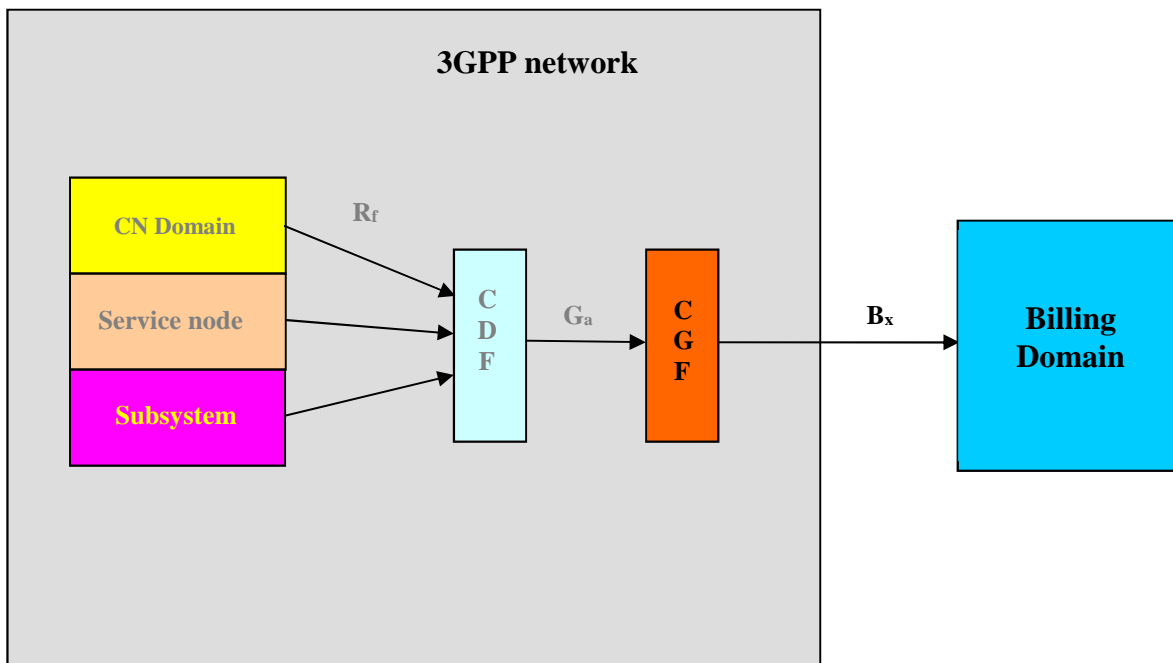 3GPP network
CN Domain
Service node
Subsystem
Rf
C
D
F
Ga
C
G
F
Bx
Billing
Domain